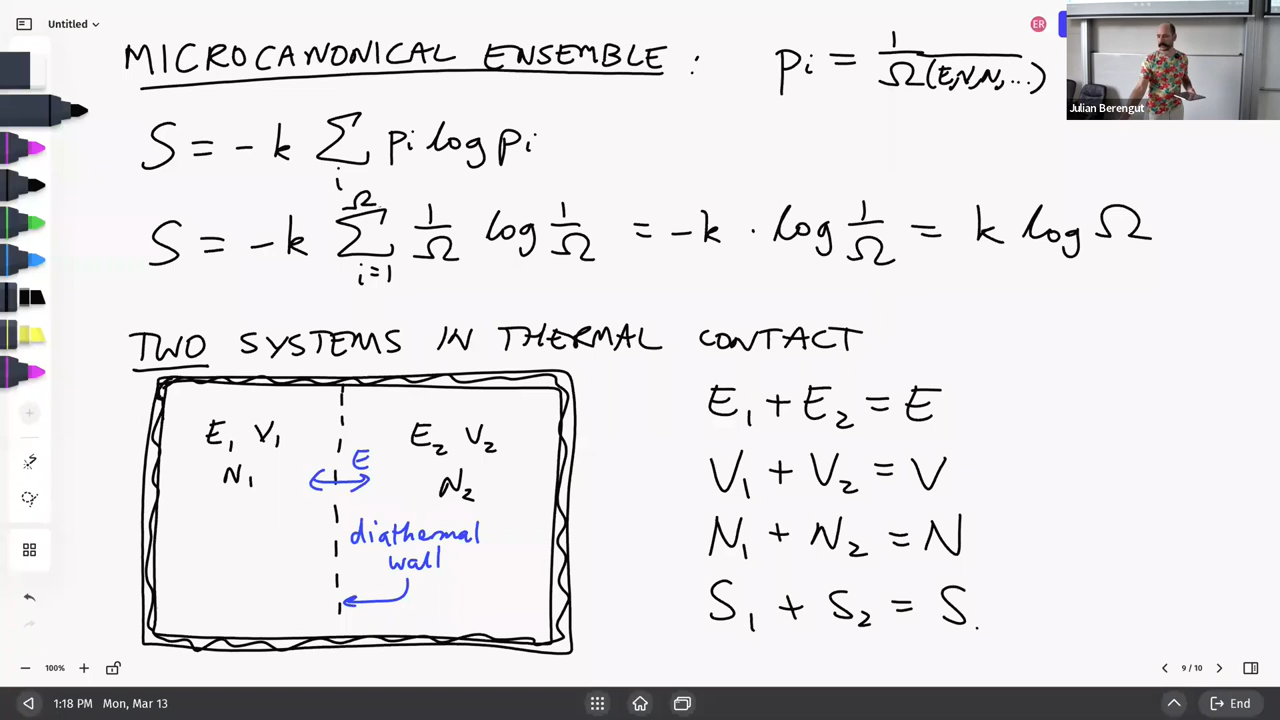 Untitled
ER
MICROCANONICAL ENSEMBLE : pi = 1/Ω(E,V,N,...)
Julian Berengut
S = -k Σ_i pi log pi
S = -k Σ_{i=1}^{Ω} 1/Ω log 1/Ω = -k · log 1/Ω = k log Ω
TWO SYSTEMS IN THERMAL CONTACT
E₁ V₁
N₁
E
E₂ V₂
N₂
diathermal
wall
E₁ + E₂ = E
V₁ + V₂ = V
N₁ + N₂ = N
S₁ + S₂ = S.
100%
9 / 10
1:18 PM Mon, Mar 13
End